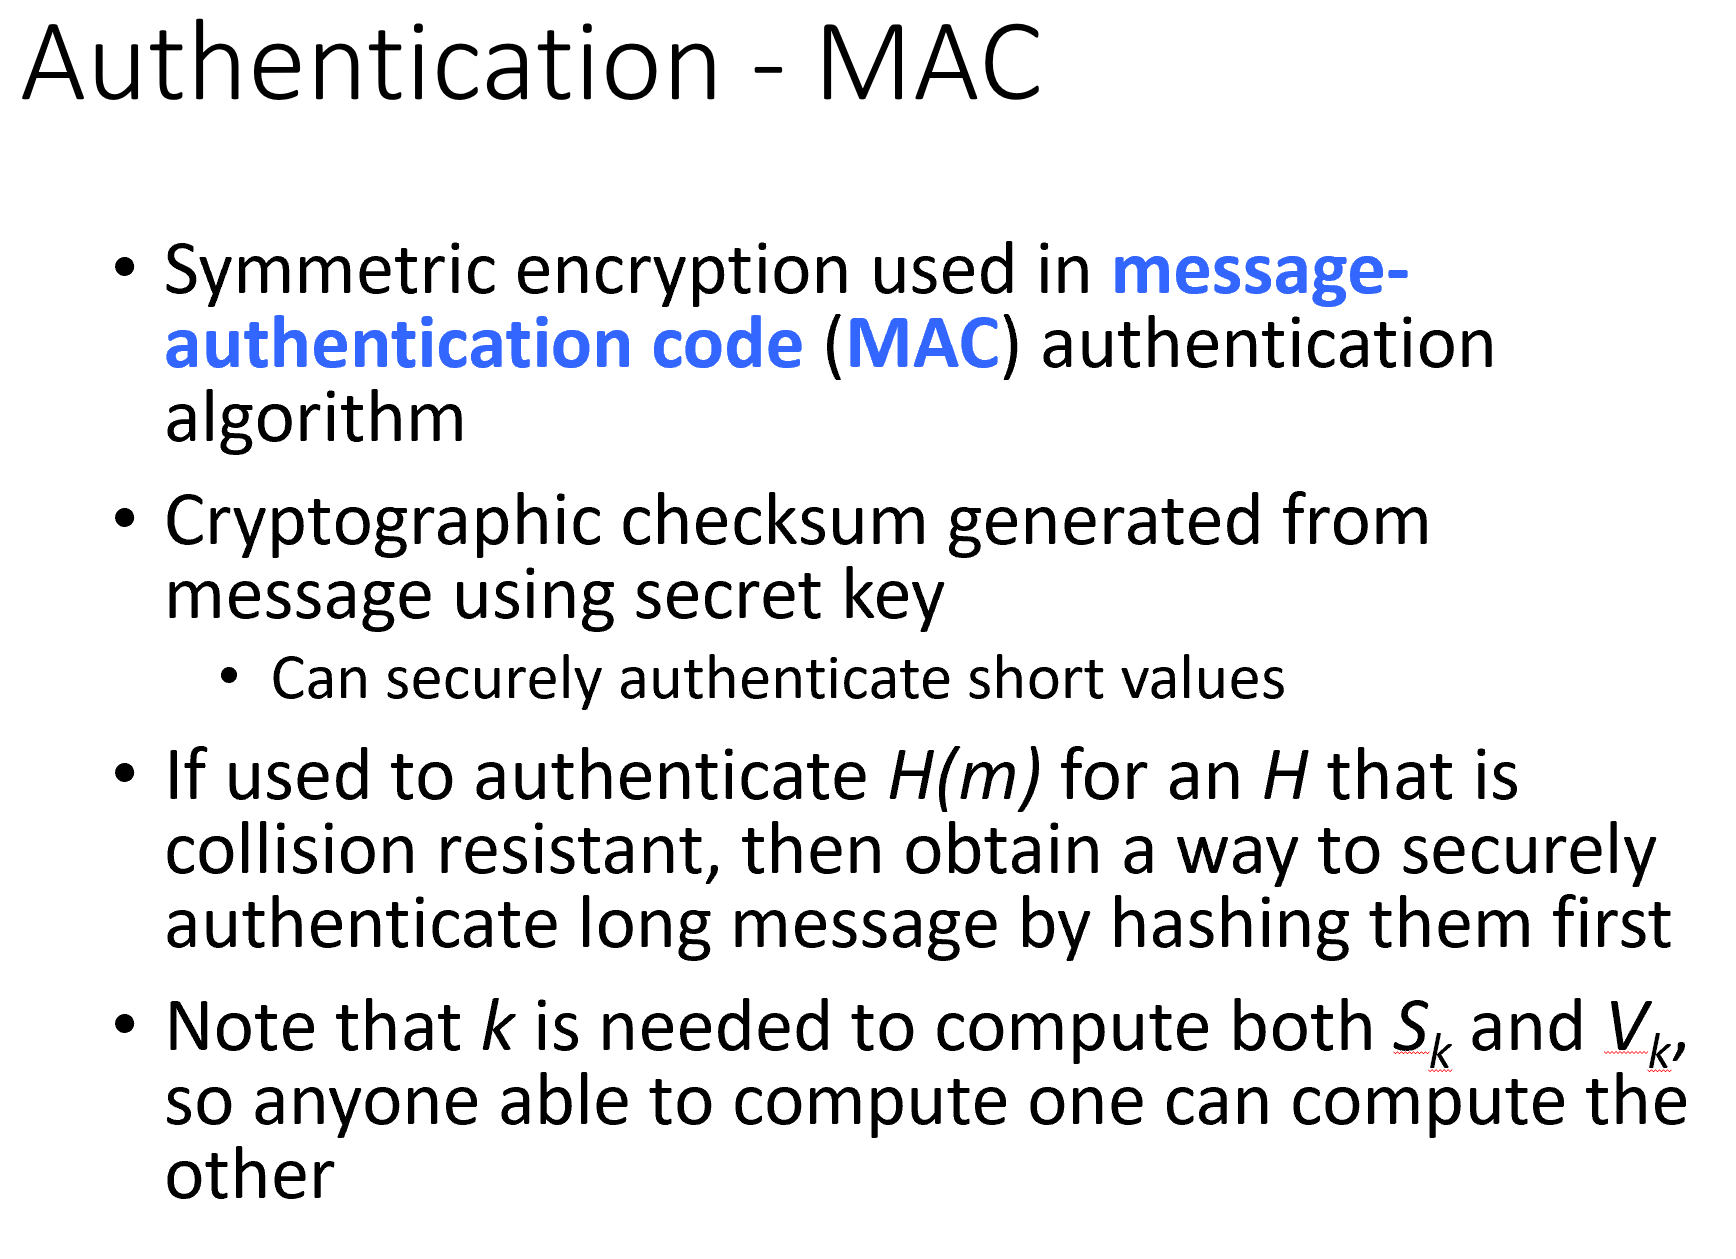 Authentication - MAC
• Symmetric encryption used in message-
authentication code (MAC) authentication
algorithm
• Cryptographic checksum generated from
message using secret key
• Can securely authenticate short values
• If used to authenticate H(m) for an H that is
collision resistant, then obtain a way to securely
authenticate long message by hashing them first
• Note that k is needed to compute both Sk and Vk,
so anyone able to compute one can compute the
other